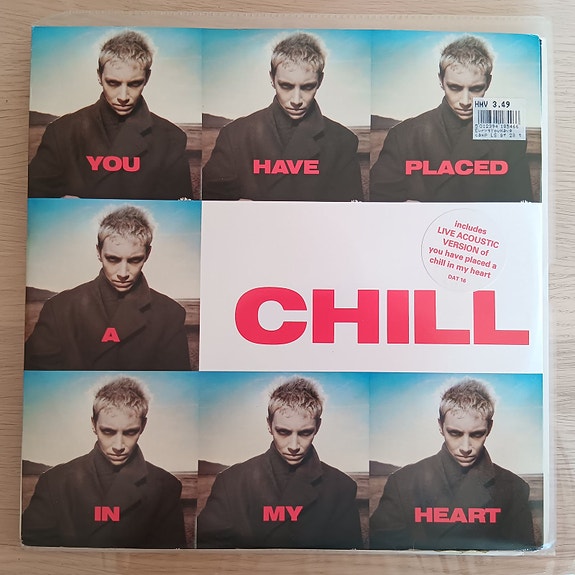 HMV 3.49
YOU HAVE PLACED
includes
LIVE ACOUSTIC
VERSION of
you have placed a
chill in my heart
DAT 16
A CHILL
IN MY HEART